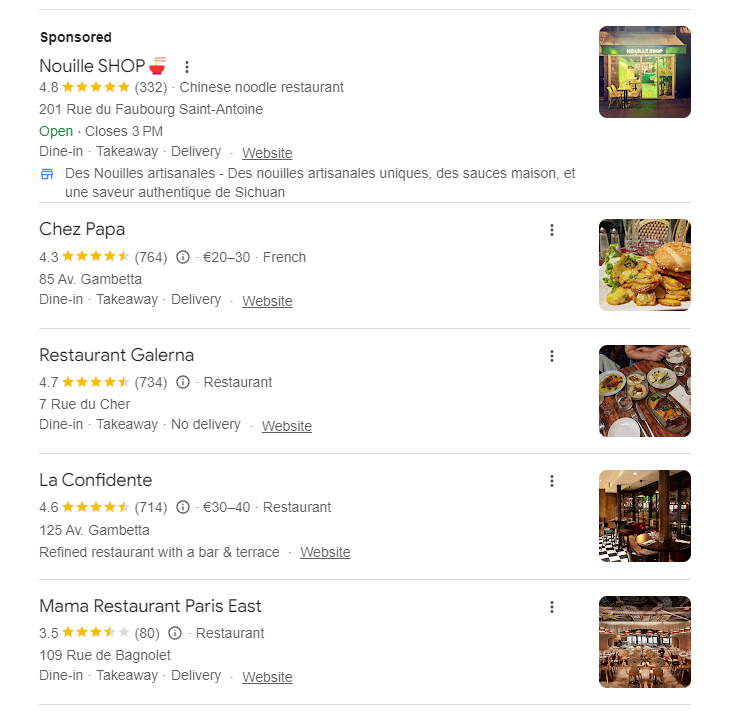 Sponsored
Nouille SHOP🍜
4.8 ★★★★★ (332) · Chinese noodle restaurant
201 Rue du Faubourg Saint-Antoine
Open · Closes 3 PM
Dine-in · Takeaway · Delivery · Website
Des Nouilles artisanales - Des nouilles artisanales uniques, des sauces maison, et
une saveur authentique de Sichuan
NOUILLE SHOP
Chez Papa
4.3 (764) · €20–30 · French
85 Av. Gambetta
Dine-in · Takeaway · Delivery · Website
Restaurant Galerna
4.7 (734) · Restaurant
7 Rue du Cher
Dine-in · Takeaway · No delivery · Website
La Confidente
4.6 (714) · €30–40 · Restaurant
125 Av. Gambetta
Refined restaurant with a bar & terrace · Website
Mama Restaurant Paris East
3.5 (80) · Restaurant
109 Rue de Bagnolet
Dine-in · Takeaway · Delivery · Website